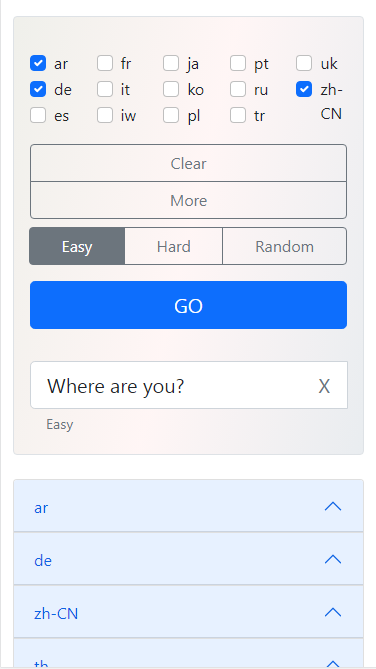 ar fr ja pt uk
de it ko ru zh-CN
es iw pl tr
Clear
More
Easy Hard Random
GO
Where are you? X
Easy
ar
de
zh-CN
th